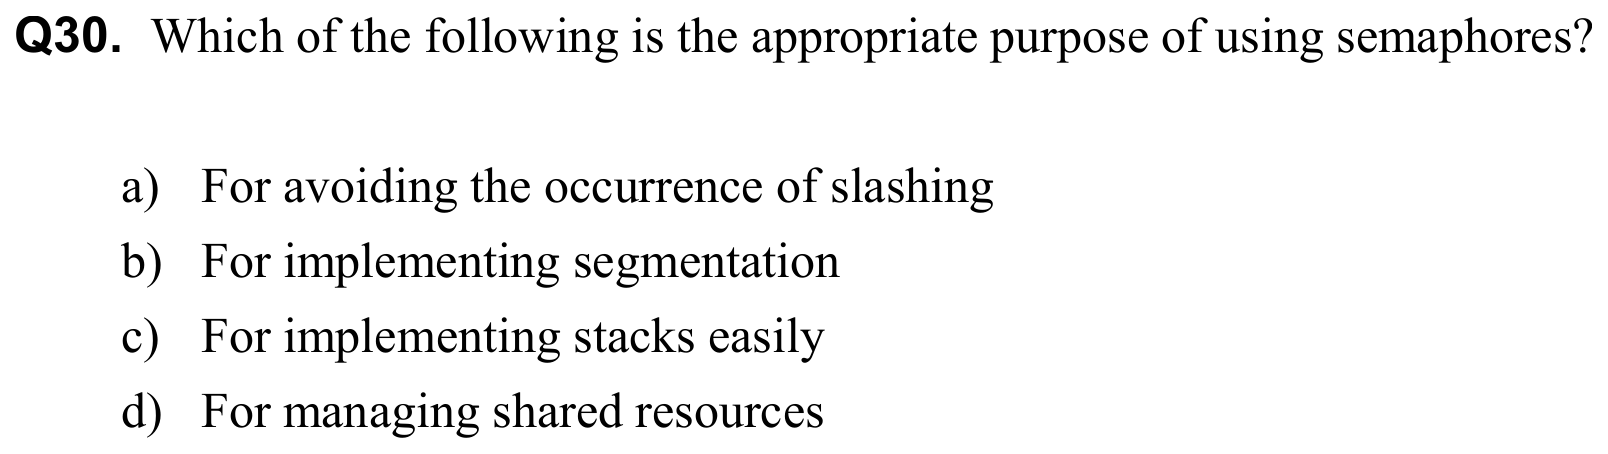 Q30. Which of the following is the appropriate purpose of using semaphores?
a) For avoiding the occurrence of slashing
b) For implementing segmentation
c) For implementing stacks easily
d) For managing shared resources